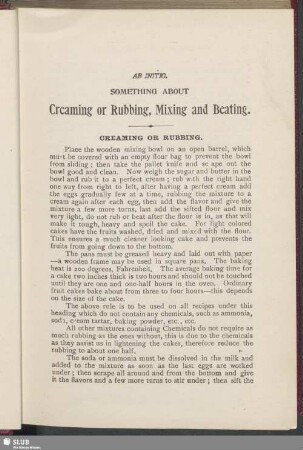 AB INITIO.
SOMETHING ABOUT
Creaming or Rubbing, Mixing and Beating.
CREAMING OR RUBBING.
Place the wooden mixing bowl on an open barrel, which
must be covered with an empty flour bag to prevent the bowl
from sliding; then take the pallet knife and scrape out the
bowl good and clean. Now weigh the sugar and butter in the
bowl and rub it to a perfect cream; rub with the right hand
one way from right to left, after having a perfect cream add
the eggs gradually few at a time, rubbing the mixture to a
cream again after each egg, then add the flavor and give the
mixture a few more turns, last add the sifted flour and mix
very light, do not rub or beat after the flour is in, as that will
make it tough, heavy and spoil the cake. For light colored
cakes have the fruits washed, dried and mixed with the flour.
This ensures a much cleaner looking cake and prevents the
fruits from going down to the bottom.
The pans must be greased heavy and laid out with paper
—a wooden frame may be used in square pans. The baking
heat is 200 degrees, Fahrenheit. The average baking time for
a cake two inches thick is two hours and should not be touched
until they are one and one-half hours in the oven. Ordinary
fruit cakes bake about from three to four hours—this depends
on the size of the cake.
The above rule is to be used on all recipes under this
heading which do not contain any chemicals, such as ammonia,
soda, cream tartar, baking powder, etc., etc.
All other mixtures containing Chemicals do not require as
much rubbing as the ones without, this is due to the chemicals
as they assist us in lightening the cakes, therefore reduce the
rubbing to about one half.
The soda or ammonia must be dissolved in the milk and
added to the mixture as soon as the last eggs are worked
under; then scrape all around and from the bottom and give
it the flavors and a few more turns to stir under; then sift the
SLUB